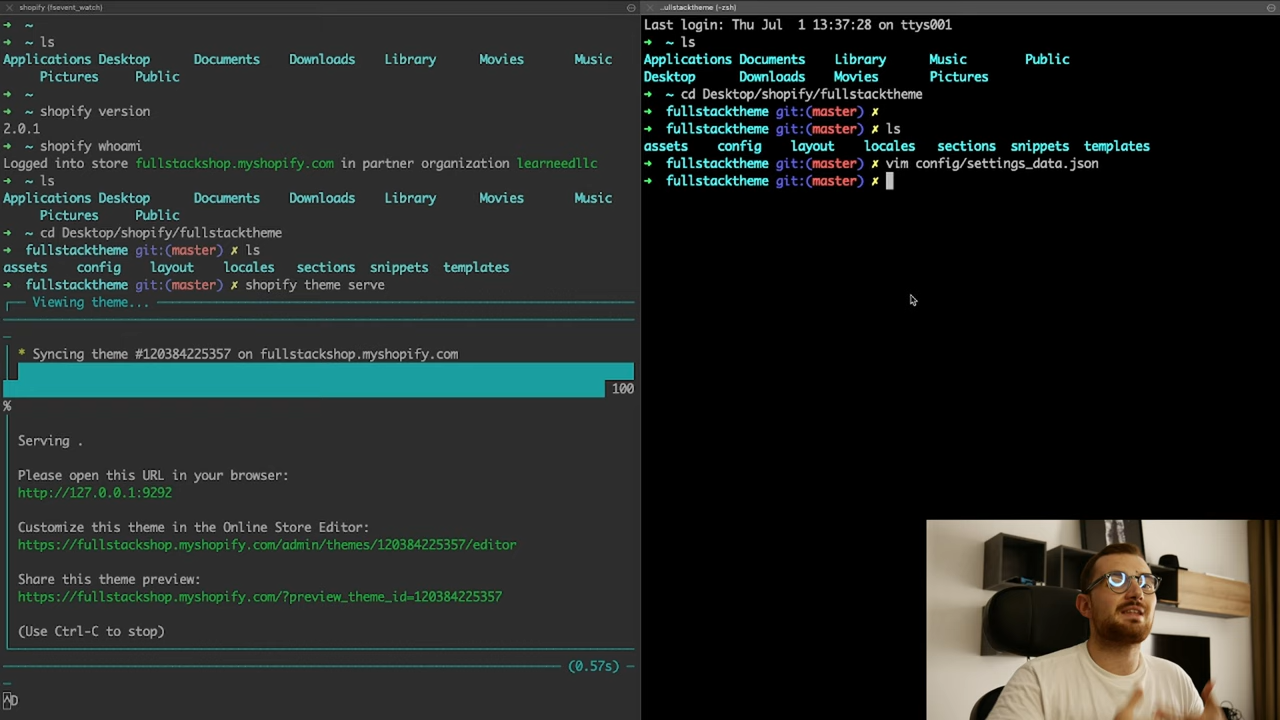 shopify (fsevent_watch)
➜ ~
➜ ~ ls
Applications Desktop Documents Downloads Library Movies Music
Pictures Public
➜ ~
➜ ~ shopify version
2.0.1
➜ ~ shopify whoami
Logged into store fullstackshop.myshopify.com in partner organization learneedllc
➜ ~ ls
Applications Desktop Documents Downloads Library Movies Music
Pictures Public
➜ ~ cd Desktop/shopify/fullstacktheme
➜ fullstacktheme git:(master) ✗ ls
assets config layout locales sections snippets templates
➜ fullstacktheme git:(master) ✗ shopify theme serve
Viewing theme...
* Syncing theme #120384225357 on fullstackshop.myshopify.com
100
%
Serving .
Please open this URL in your browser:
http://127.0.0.1:9292
Customize this theme in the Online Store Editor:
https://fullstackshop.myshopify.com/admin/themes/120384225357/editor
Share this theme preview:
https://fullstackshop.myshopify.com/?preview_theme_id=120384225357
(Use Ctrl-C to stop)
(0.57s)
^D
..ullstacktheme (-zsh)
Last login: Thu Jul 1 13:37:28 on ttys001
➜ ~ ls
Applications Documents Library Music Public
Desktop Downloads Movies Pictures
➜ ~ cd Desktop/shopify/fullstacktheme
➜ fullstacktheme git:(master) ✗
➜ fullstacktheme git:(master) ✗ ls
assets config layout locales sections snippets templates
➜ fullstacktheme git:(master) ✗ vim config/settings_data.json
➜ fullstacktheme git:(master) ✗